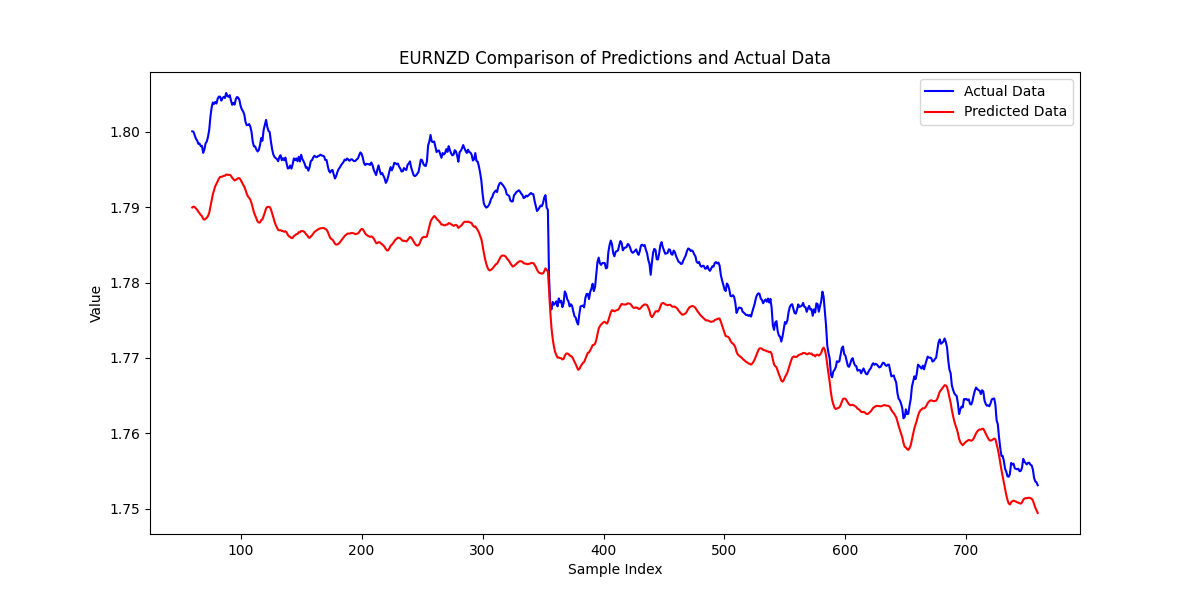 EURNZD Comparison of Predictions and Actual Data
Actual Data
Predicted Data
Value
1.80
1.79
1.78
1.77
1.76
1.75
100 200 300 400 500 600 700
Sample Index